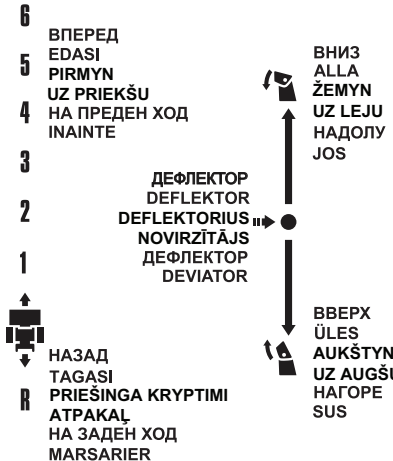 6
ВПЕРЕД
EDASI
5
PIRMYN
UZ PRIEKŠU
4
НА ПРЕДЕН ХОД
INAINTE
3
2
1
НАЗАД
TAGASI
R
PRIEŠINGA KRYPTIMI
ATPAKAĻ
НА ЗАДЕН ХОД
MARSARIER
ДЕФЛЕКТОР
DEFLEKTOR
DEFLEKTORIUS
NOVIRZĪTĀJS
ДЕФЛЕКТОР
DEVIATOR
ВНИЗ
ALLA
ŽEMYN
UZ LEJU
НАДОЛУ
JOS
ВВЕРХ
ÜLES
AUKŠTYN
UZ AUGŠU
НАГОРЕ
SUS